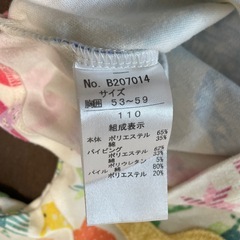 No. B207014
サイズ
胸囲 53~59
110
組成表示
本体 ポリエステル 65%
綿 35%
パイピング 綿 62%
ポリエステル 33%
ポリウレタン 5%
パイル 綿 80%
ポリエステル 20%